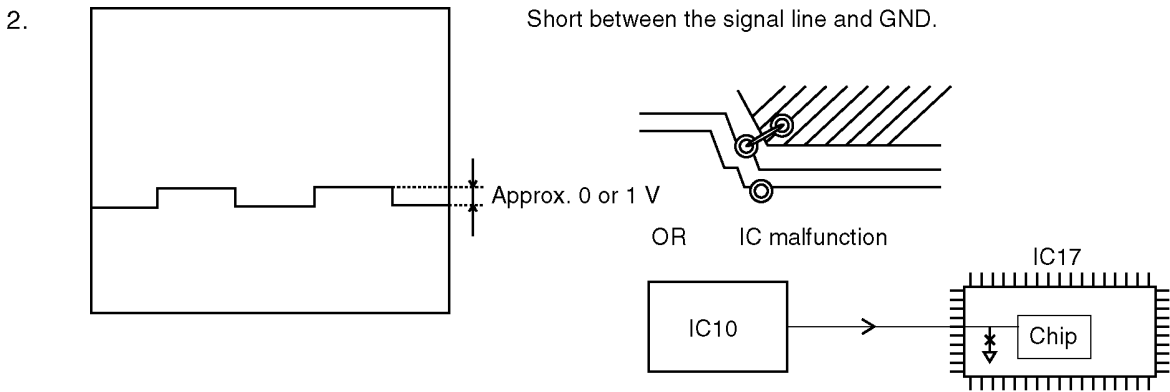 2.
Short between the signal line and GND.
Approx. 0 or 1 V
OR IC malfunction
IC17
IC10
Chip